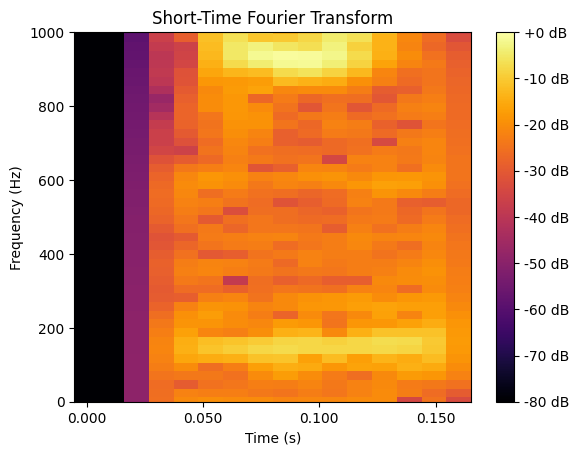 Short-Time Fourier Transform
Frequency (Hz)
1000
800
600
400
200
0
0.000 0.050 0.100 0.150
Time (s)
+0 dB
-10 dB
-20 dB
-30 dB
-40 dB
-50 dB
-60 dB
-70 dB
-80 dB